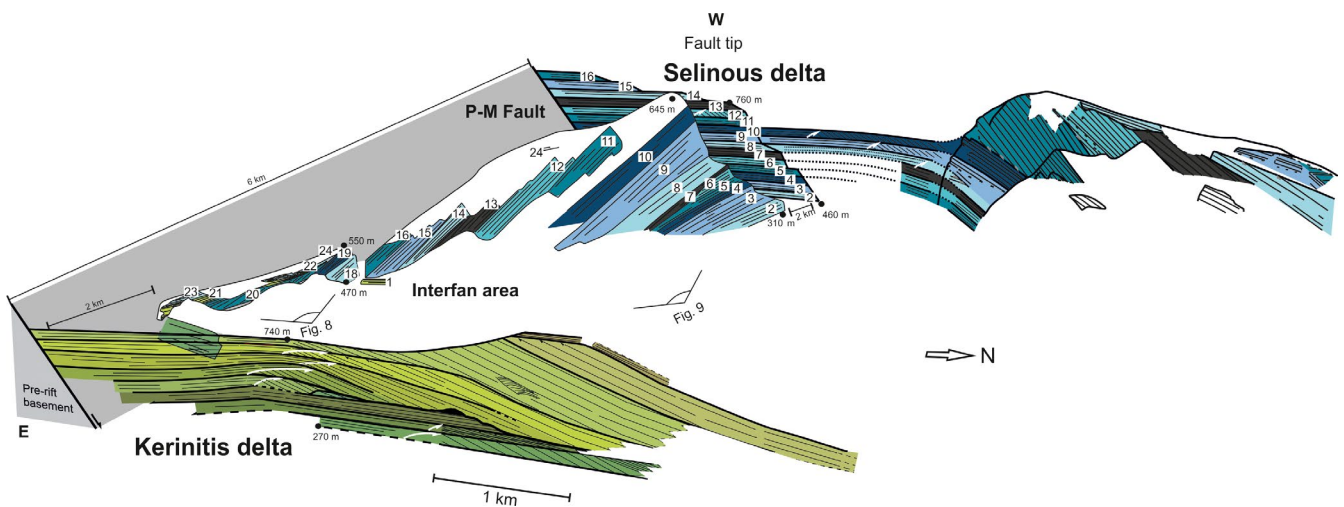 W
Fault tip
Selinous delta
P-M Fault
6 km
16
15
14
645 m
760 m
13
12
11
10
9
8
7
6
5
4
3
2
24
12
11
10
9
8
7
6
5
4
3
2
2 km
310 m
460 m
16
15
14
13
1
550 m
24
19
22
18
470 m
23
21
20
2 km
Interfan area
Fig. 8
Fig. 9
740 m
N
Pre-rift
basement
E
Kerinitis delta
270 m
1 km